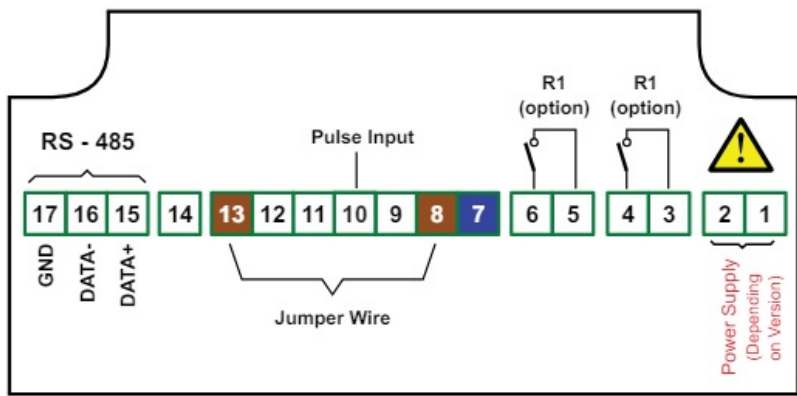 R1
(option)
R1
(option)
RS - 485
Pulse Input
!
17 16 15 14 13 12 11 10 9 8 7 6 5 4 3 2 1
GND
DATA-
DATA+
Jumper Wire
Power Supply
(Depending
on Version)